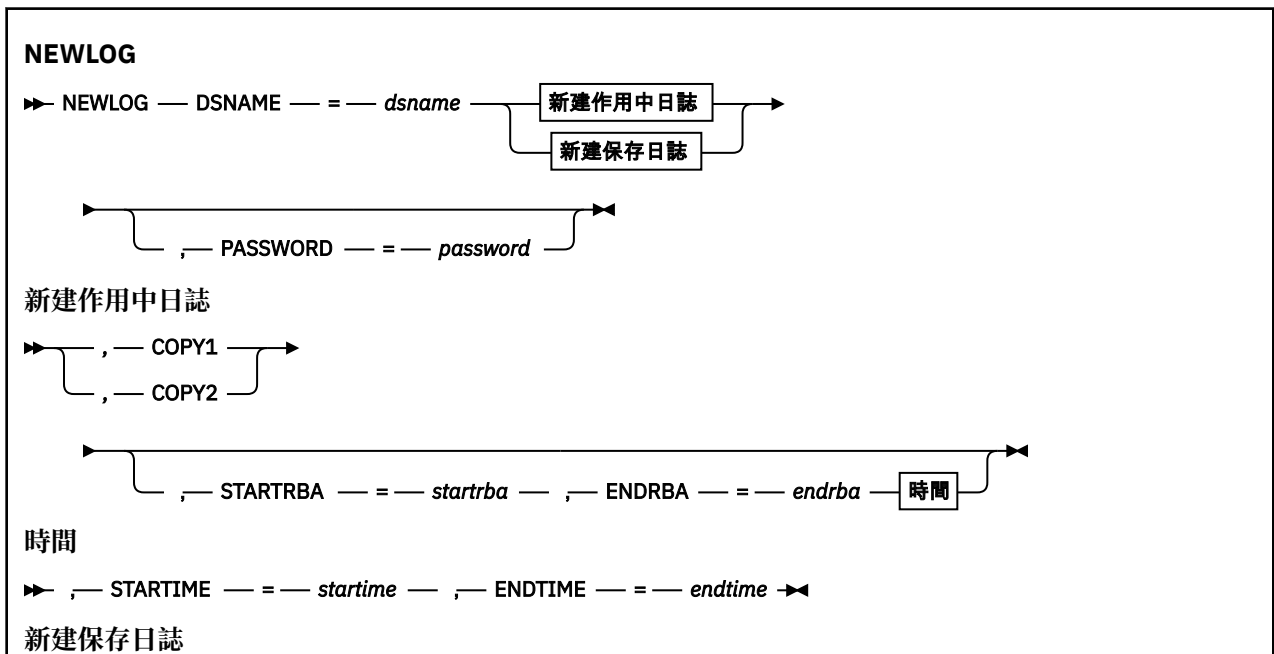 NEWLOG
NEWLOG DSNAME = dsname 新建作用中日誌
新建保存日誌
, PASSWORD = password
新建作用中日誌
, COPY1
, COPY2
, STARTRBA = startrba , ENDRBA = endrba 時間
時間
, STARTIME = startime , ENDTIME = endtime
新建保存日誌